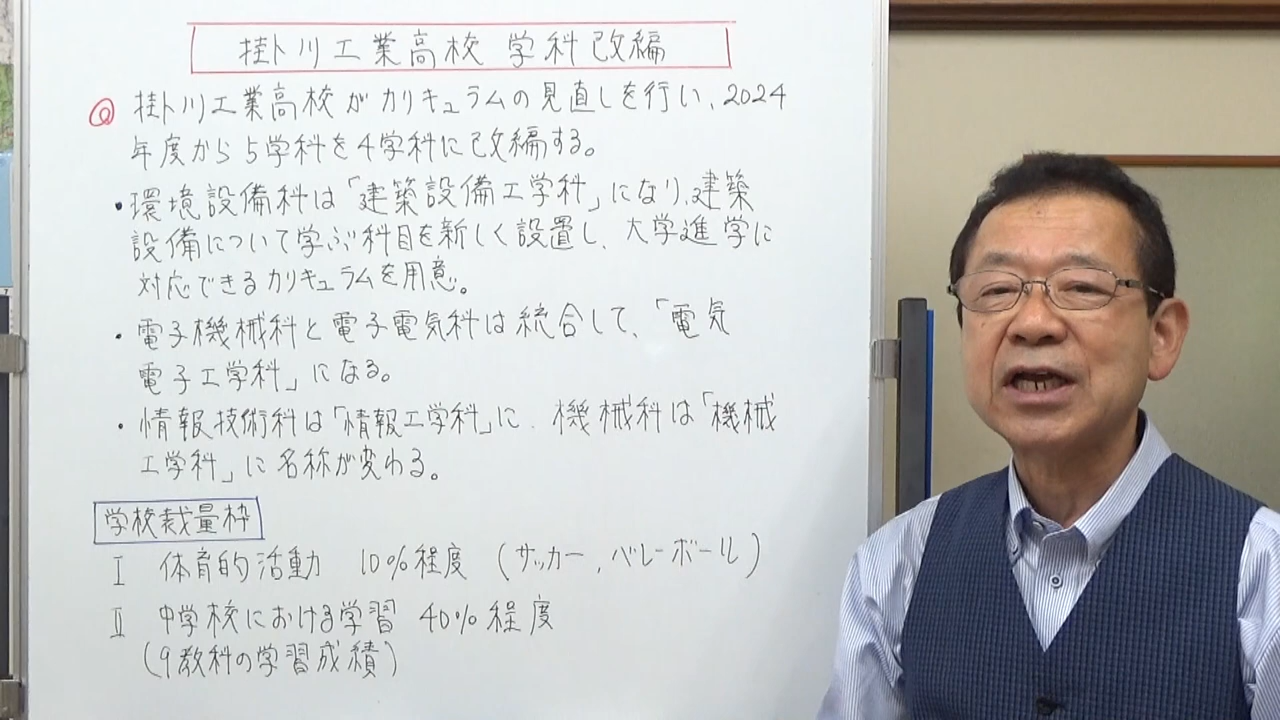 掛川工業高校 学科改編
◎ 掛川工業高校がカリキュラムの見直しを行い、2024
年度から5学科を4学科に改編する。
・環境設備科は「建築設備工学科」になり、建築
設備について学ぶ科目を新しく設置し、大学進学に
対応できるカリキュラムを用意。
・電子機械科と電子電気科は統合して、「電気
電子工学科」になる。
・情報技術科は「情報工学科」に、機械科は「機械
工学科」に名称が変わる。
学校裁量枠
Ⅰ 体育的活動 10%程度 (サッカー、バレーボール)
Ⅱ 中学校における学習 40%程度
(9教科の学習成績)